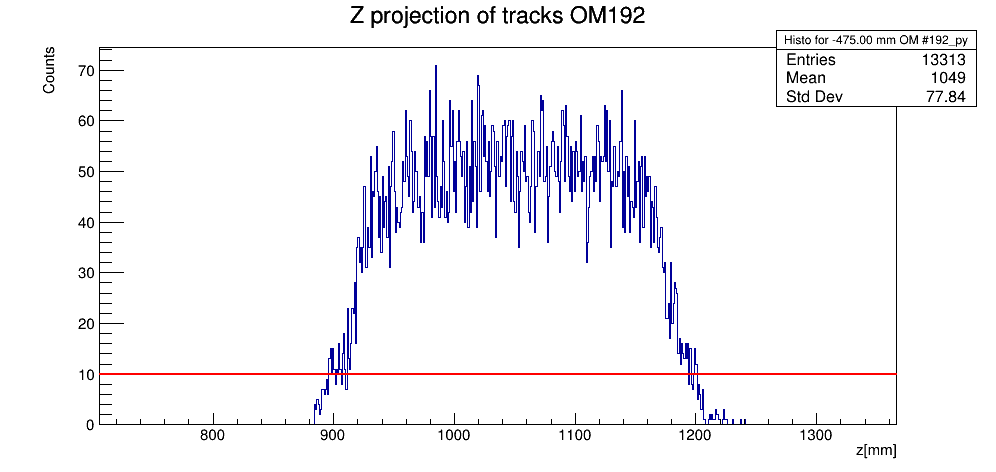 Z projection of tracks OM192
Histo for -475.00 mm OM #192_py
Entries 13313
Mean 1049
Std Dev 77.84
Counts
70
60
50
40
30
20
10
0
800 900 1000 1100 1200 1300
z[mm]